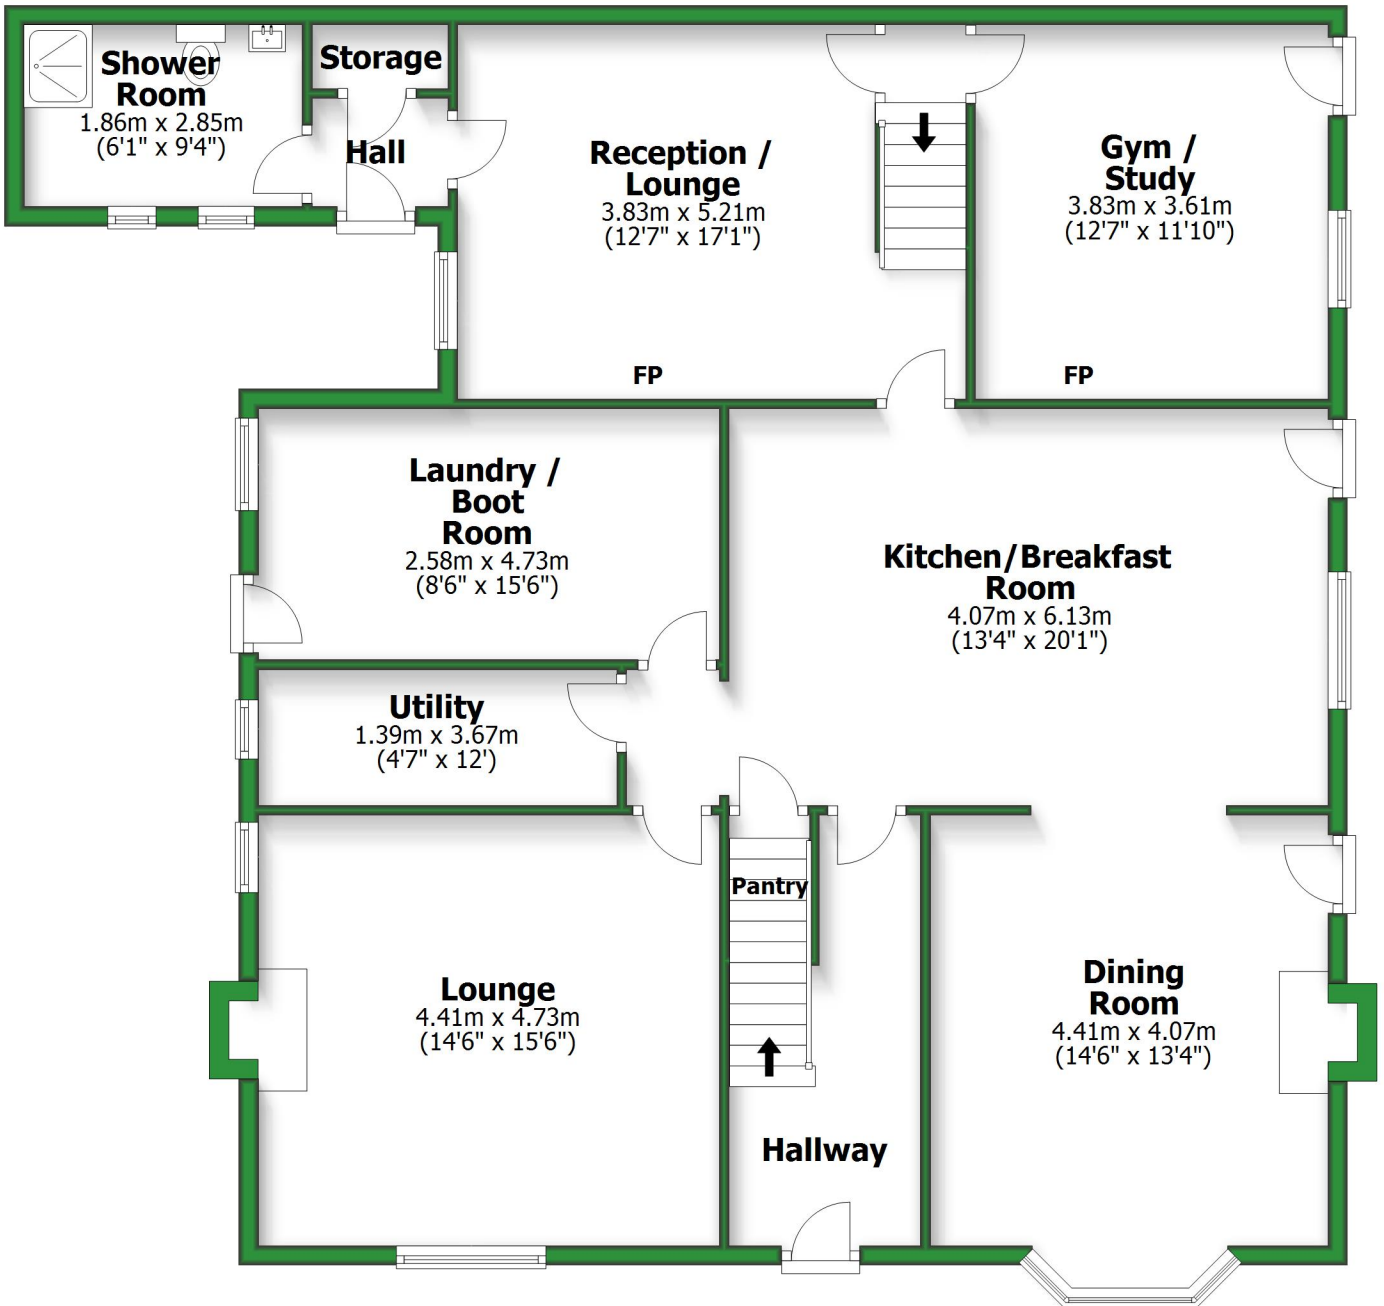 Shower
Room
1.86m x 2.85m
(6'1" x 9'4")
Storage
Hall
Reception /
Lounge
3.83m x 5.21m
(12'7" x 17'1")
FP
Gym /
Study
3.83m x 3.61m
(12'7" x 11'10")
FP
Laundry /
Boot
Room
2.58m x 4.73m
(8'6" x 15'6")
Kitchen/Breakfast
Room
4.07m x 6.13m
(13'4" x 20'1")
Utility
1.39m x 3.67m
(4'7" x 12')
Pantry
Lounge
4.41m x 4.73m
(14'6" x 15'6")
Dining
Room
4.41m x 4.07m
(14'6" x 13'4")
Hallway